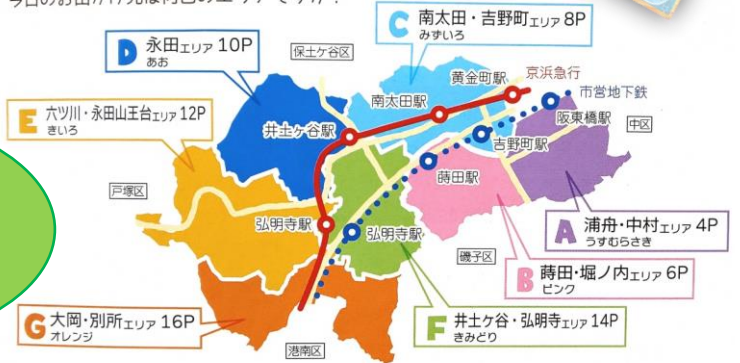 今日のお出かけ先は何色のエリアですか？
C 南太田・吉野町エリア 8P
みずいろ
D 永田エリア 10P
あお
保土ケ谷区
黄金町駅
京浜急行
市営地下鉄
南太田駅
E 六ツ川・永田山王台エリア 12P
きいろ
井土ケ谷駅
阪東橋駅
中区
吉野町駅
蒔田駅
戸塚区
弘明寺駅
弘明寺駅
A 浦舟・中村エリア 4P
うすむらさき
磯子区
B 蒔田・堀ノ内エリア 6P
ピンク
G 大岡・別所エリア 16P
オレンジ
F 井土ケ谷・弘明寺エリア 14P
きみどり
港南区